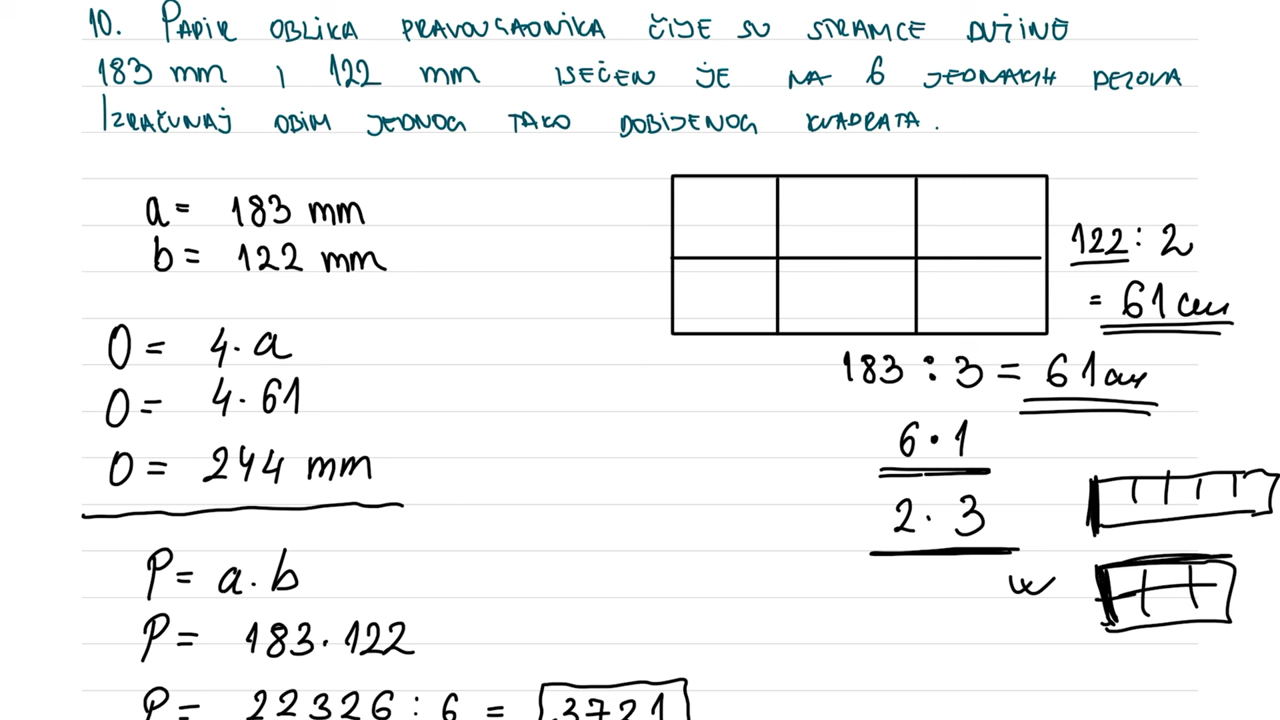 10. PAPIR OBLIKA PRAVOUGAONIKA ČIJE SU STRANICE DUŽINE
183 mm I 122 mm ISEČEN JE NA 6 JEDNAKIH DELOVA
IZRAČUNAJ OBIM JEDNOG TAKO DOBIJENOG KVADRATA.
a = 183 mm
b = 122 mm
122 : 2
= 61 cm
O = 4 · a
183 : 3 = 61 cm
O = 4 · 61
6 · 1
O = 244 mm
2 · 3
P = a · b
P = 183 · 122
P = 22326 : 6 = 3721